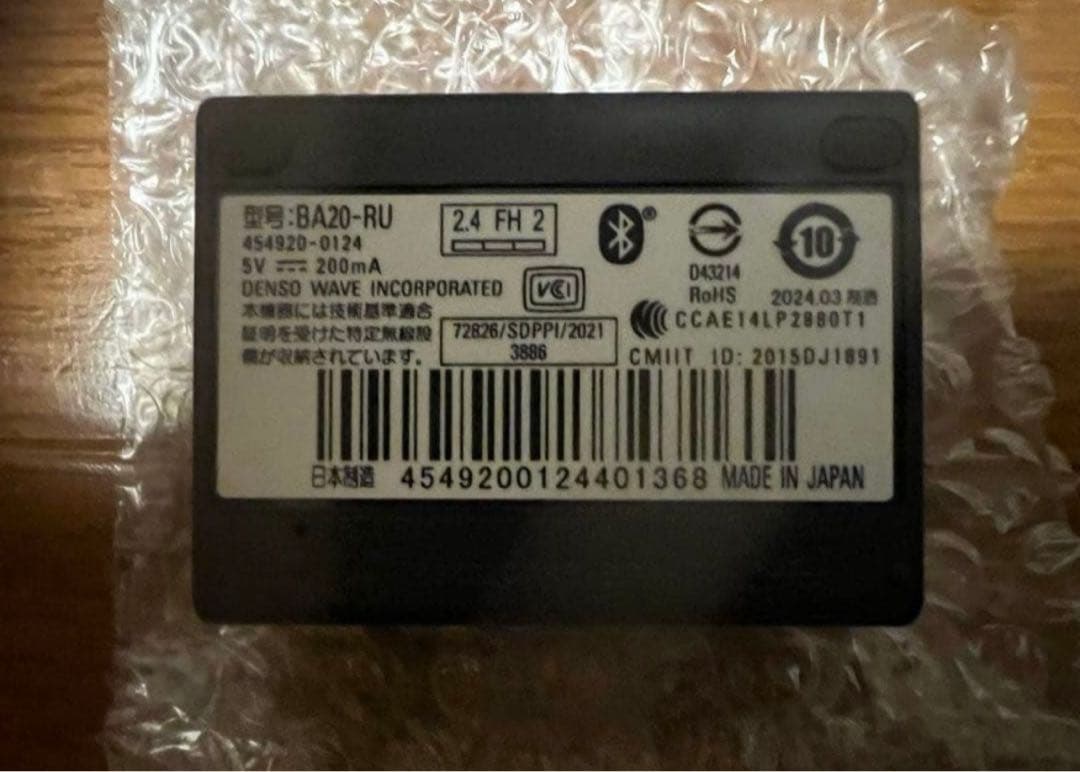 型号:BA20-RU
454920-0124
5V ⎓ 200mA
DENSO WAVE INCORPORATED
本機器には技術基準適合
証明を受けた特定無線設
備が収納されています。
2.4 FH 2
VCI
72826/SDPPI/2021
3886
D43214
RoHS
10
2024.03 制造
CCAE14LP2880T1
CMIIT ID: 2015DJ1891
日本制造 4549200124401368 MADE IN JAPAN